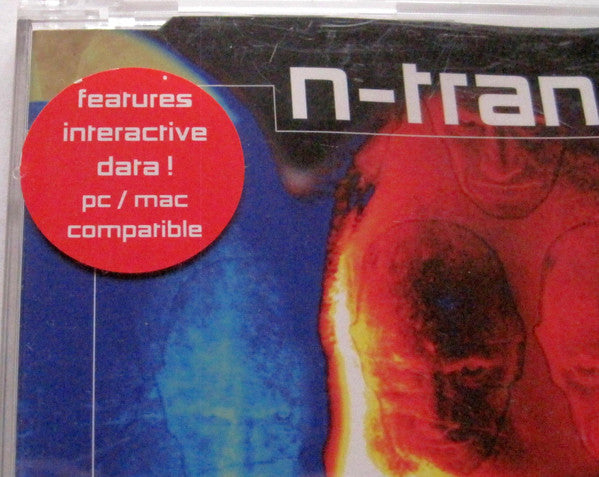 features
interactive
data!
pc / mac
compatible
n-tran